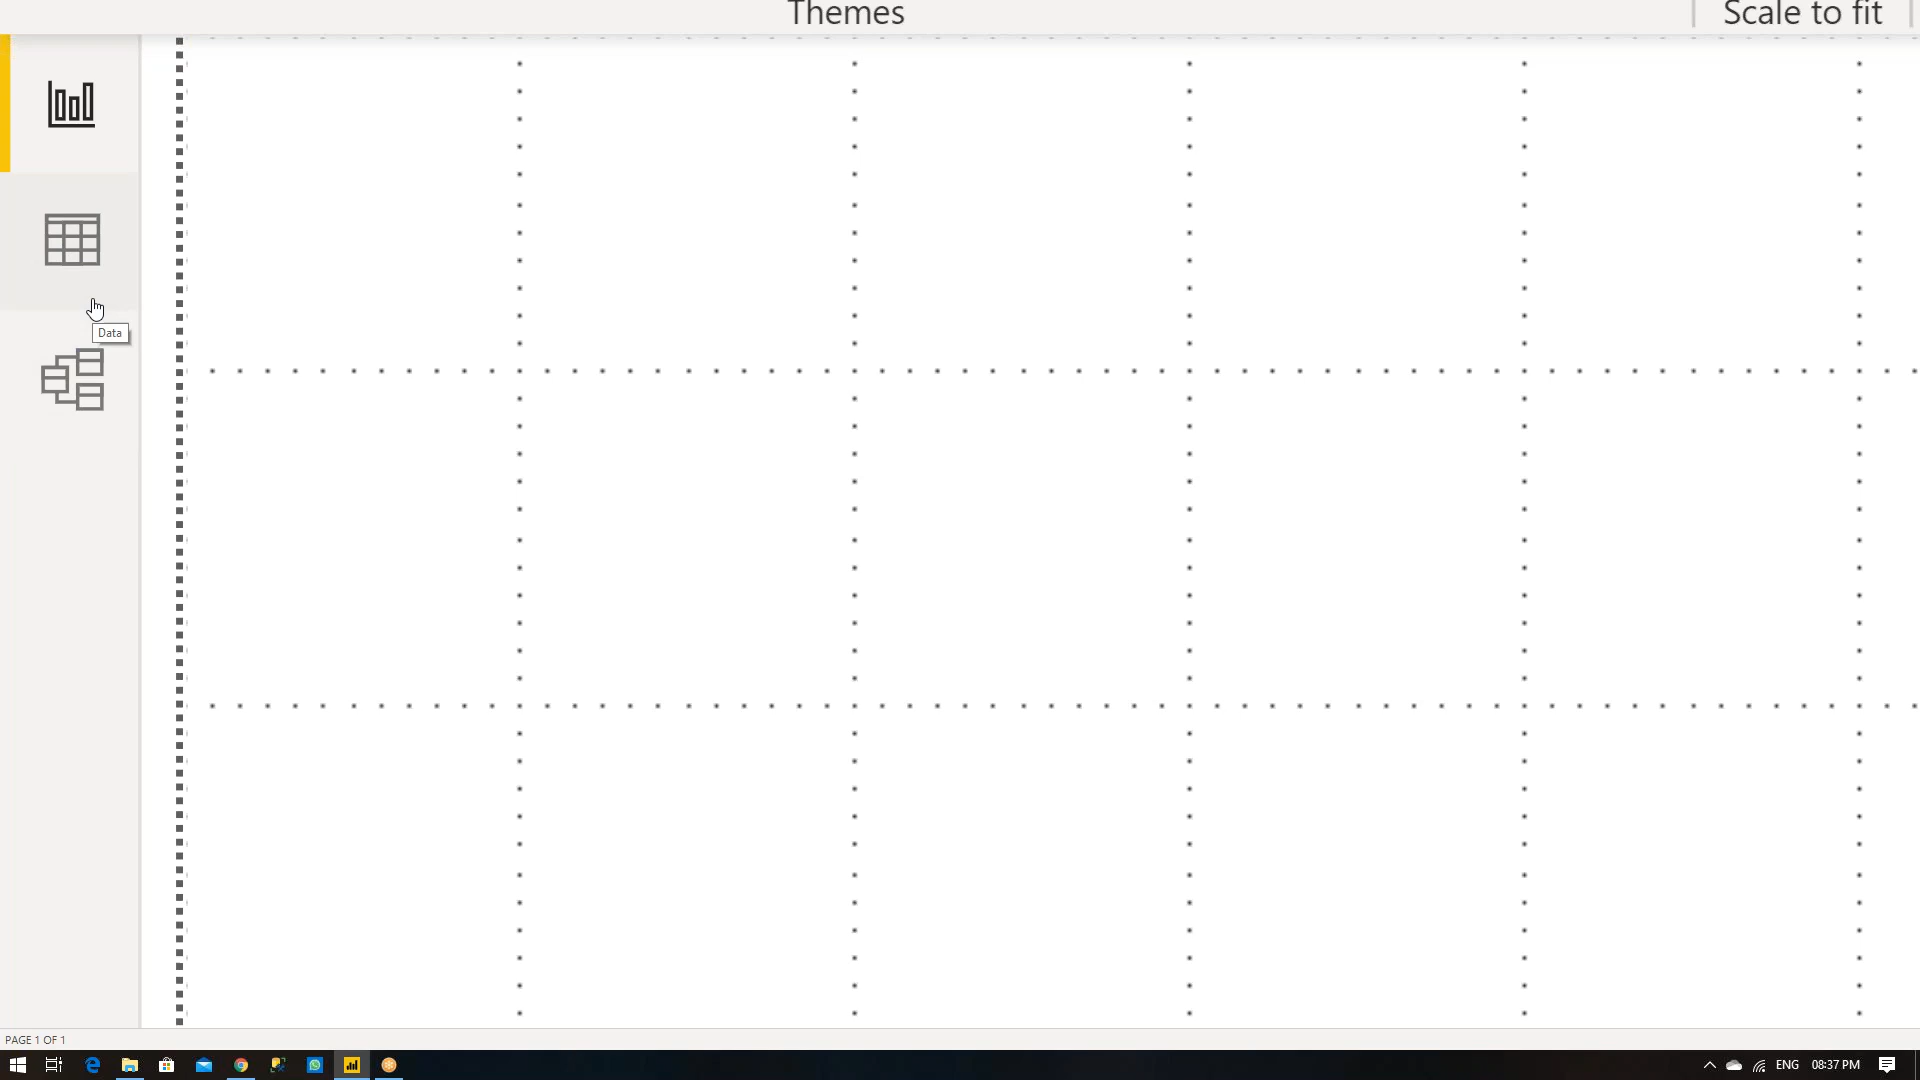 Themes
Scale to fit
Data
PAGE 1 OF 1
ENG
08:37 PM